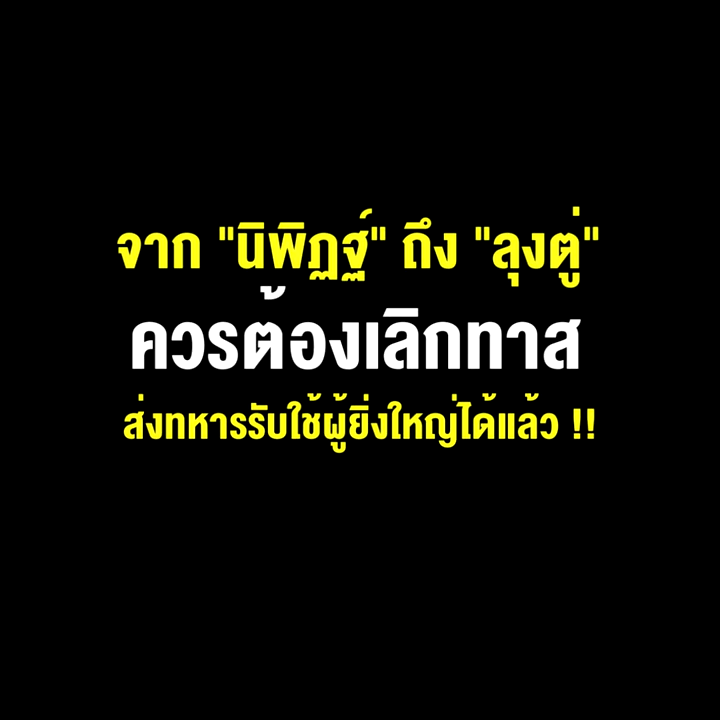 จาก "นิพิฏฐ์" ถึง "ลุงตู่"
ควรต้องเลิกทาส
ส่งทหารรับใช้ผู้ยิ่งใหญ่ได้แล้ว !!